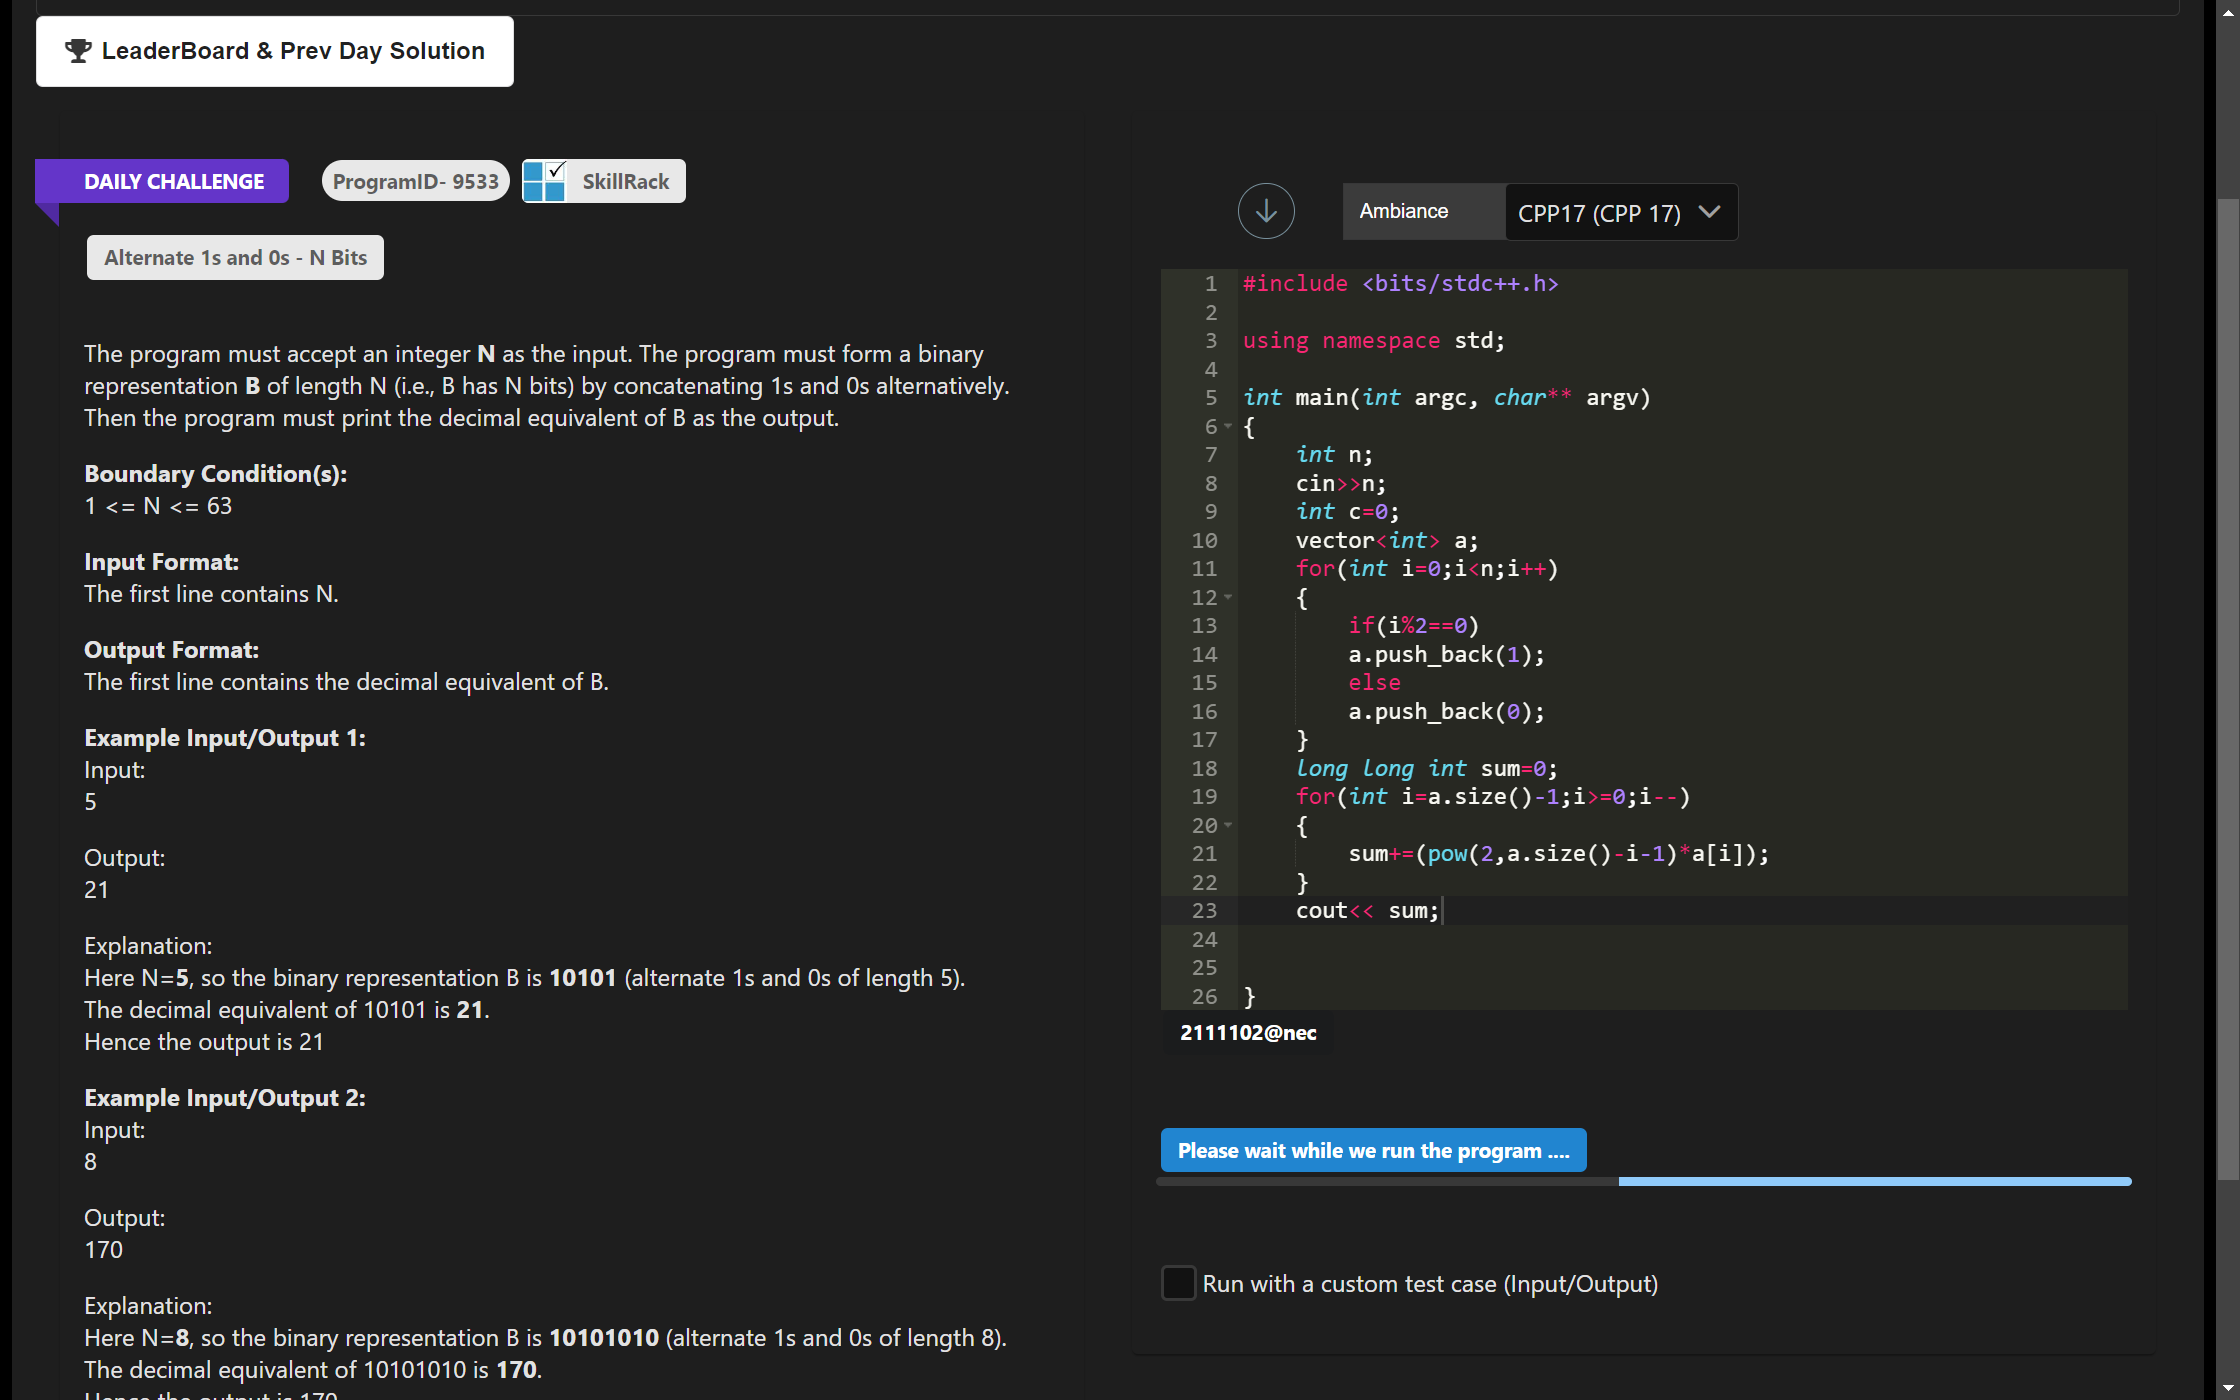 LeaderBoard & Prev Day Solution
DAILY CHALLENGE
ProgramID- 9533
SkillRack
Alternate 1s and 0s - N Bits
The program must accept an integer N as the input. The program must form a binary
representation B of length N (i.e., B has N bits) by concatenating 1s and 0s alternatively.
Then the program must print the decimal equivalent of B as the output.
Boundary Condition(s):
1 <= N <= 63
Input Format:
The first line contains N.
Output Format:
The first line contains the decimal equivalent of B.
Example Input/Output 1:
Input:
5
Output:
21
Explanation:
Here N=5, so the binary representation B is 10101 (alternate 1s and 0s of length 5).
The decimal equivalent of 10101 is 21.
Hence the output is 21
Example Input/Output 2:
Input:
8
Output:
170
Explanation:
Here N=8, so the binary representation B is 10101010 (alternate 1s and 0s of length 8).
The decimal equivalent of 10101010 is 170.
Hence the output is 170
Ambiance
CPP17 (CPP 17)
1 #include <bits/stdc++.h>
2
3 using namespace std;
4
5 int main(int argc, char** argv)
6 {
7 int n;
8 cin>>n;
9 int c=0;
10 vector<int> a;
11 for(int i=0;i<n;i++)
12 {
13 if(i%2==0)
14 a.push_back(1);
15 else
16 a.push_back(0);
17 }
18 long long int sum=0;
19 for(int i=a.size()-1;i>=0;i--)
20 {
21 sum+=(pow(2,a.size()-i-1)*a[i]);
22 }
23 cout<< sum;
24
25
26 }
2111102@nec
Please wait while we run the program ....
Run with a custom test case (Input/Output)